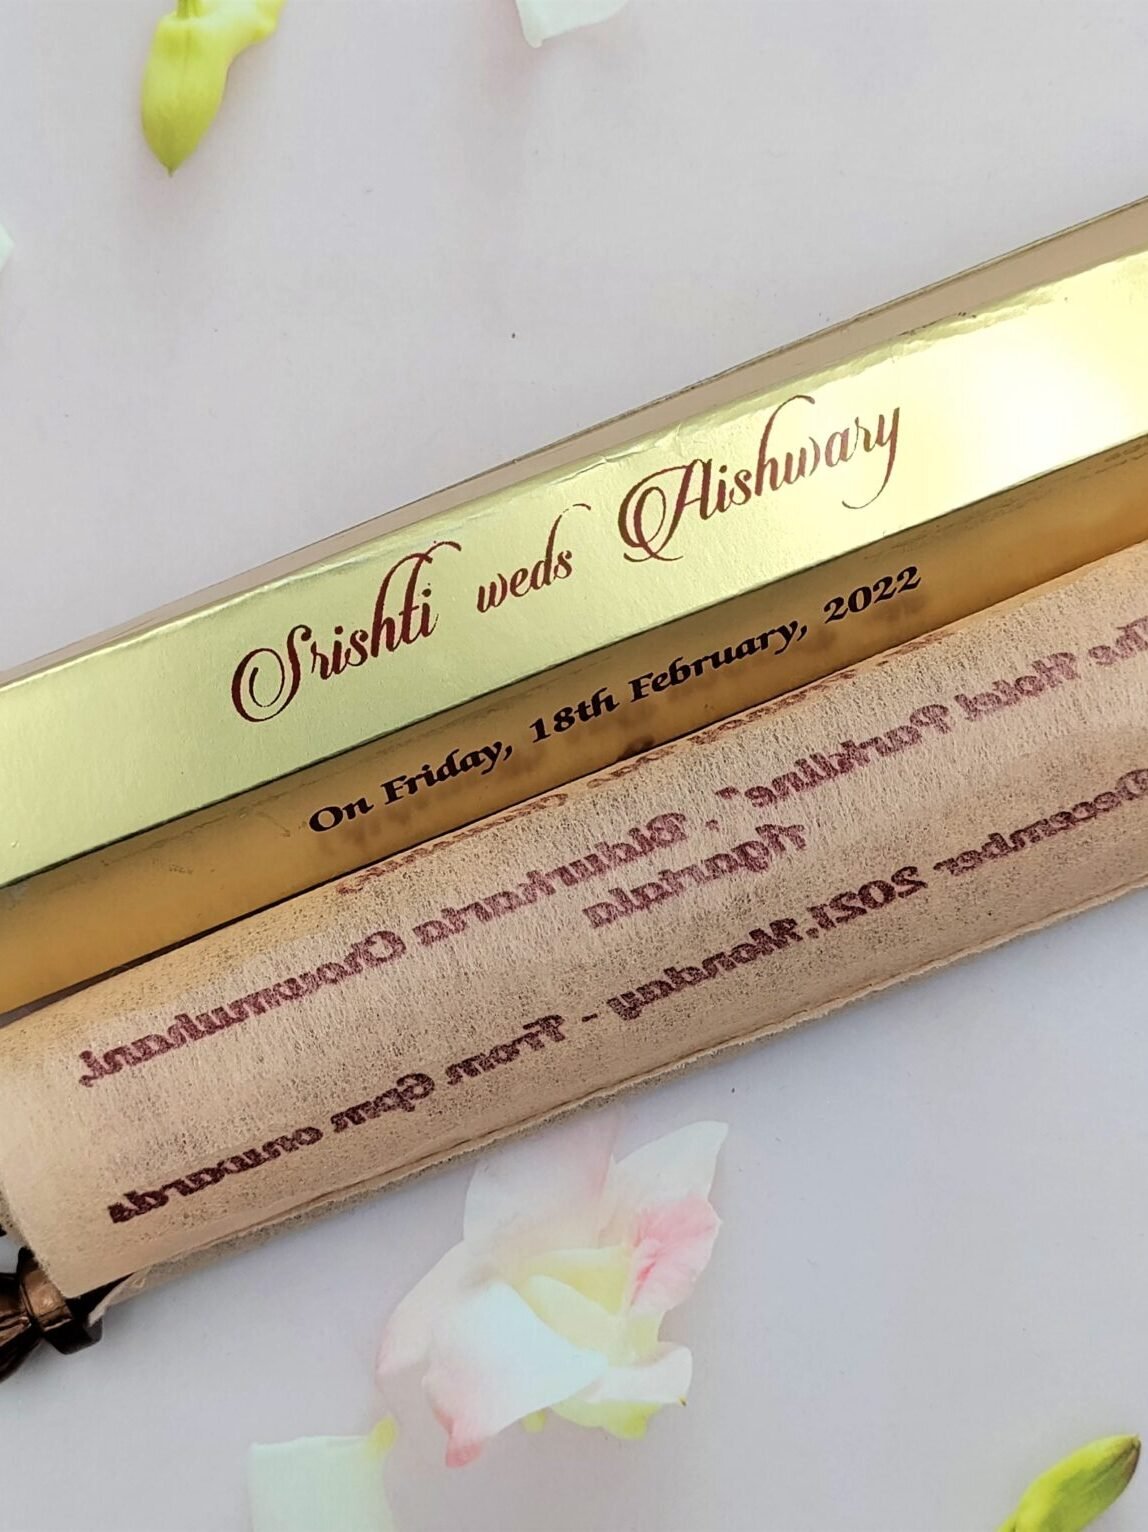 Srishti weds Aishwary
On Friday, 18th February, 2022
The Hotel Parkline", Bldurkarta Chowmuhani,
Agartala
December 2021, Monday - From 6pm onwards